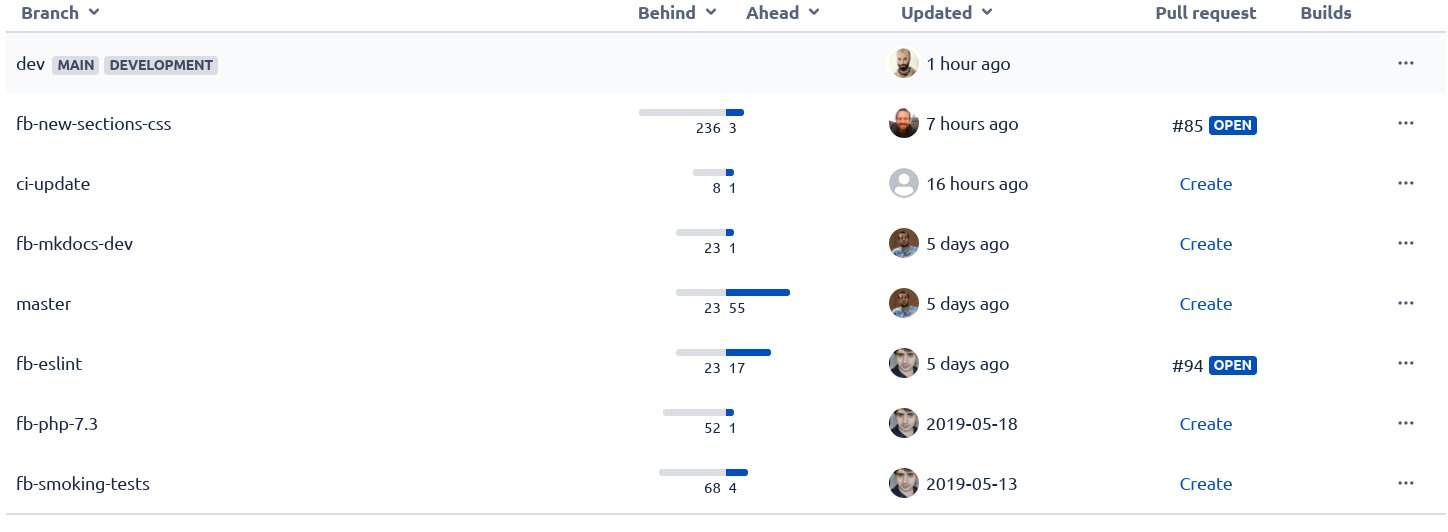 Branch Behind Ahead Updated Pull request Builds
dev MAIN DEVELOPMENT 1 hour ago
fb-new-sections-css 236 3 7 hours ago #85 OPEN
ci-update 8 1 16 hours ago Create
fb-mkdocs-dev 23 1 5 days ago Create
master 23 55 5 days ago Create
fb-eslint 23 17 5 days ago #94 OPEN
fb-php-7.3 52 1 2019-05-18 Create
fb-smoking-tests 68 4 2019-05-13 Create